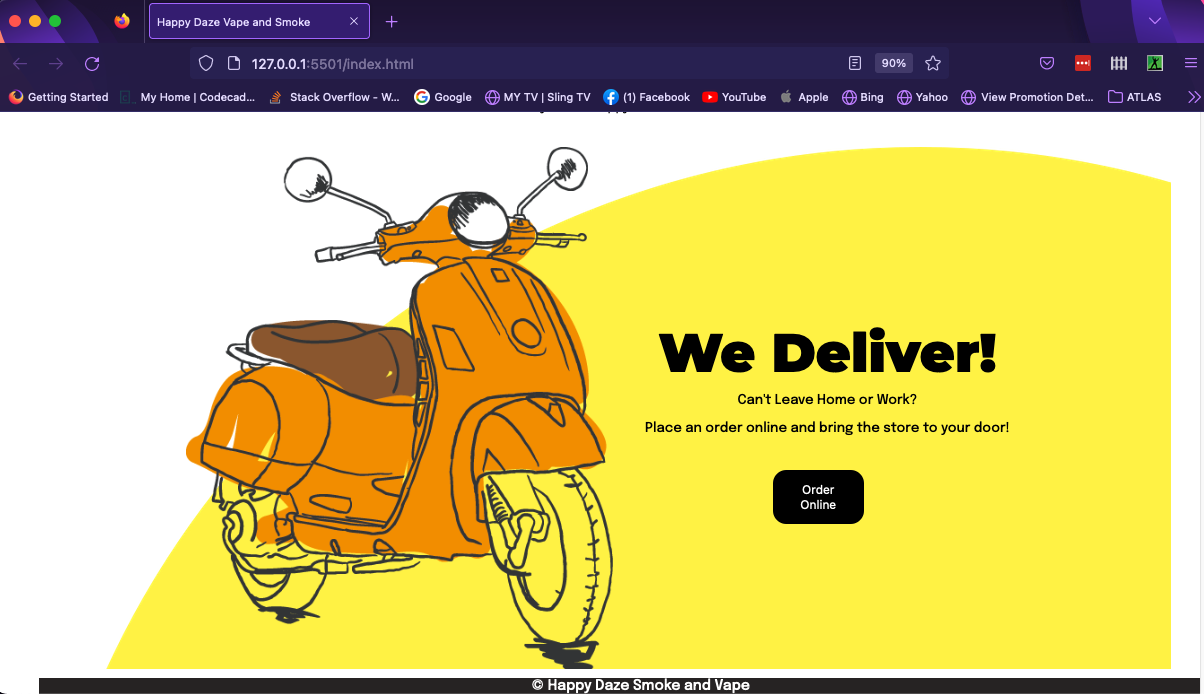 Happy Daze Vape and Smoke
127.0.0.1:5501/index.html
90%
Getting Started My Home | Codecad... Stack Overflow - W... Google MY TV | Sling TV (1) Facebook YouTube Apple Bing Yahoo View Promotion Det... ATLAS
We Deliver!
Can't Leave Home or Work?
Place an order online and bring the store to your door!
Order
Online
© Happy Daze Smoke and Vape